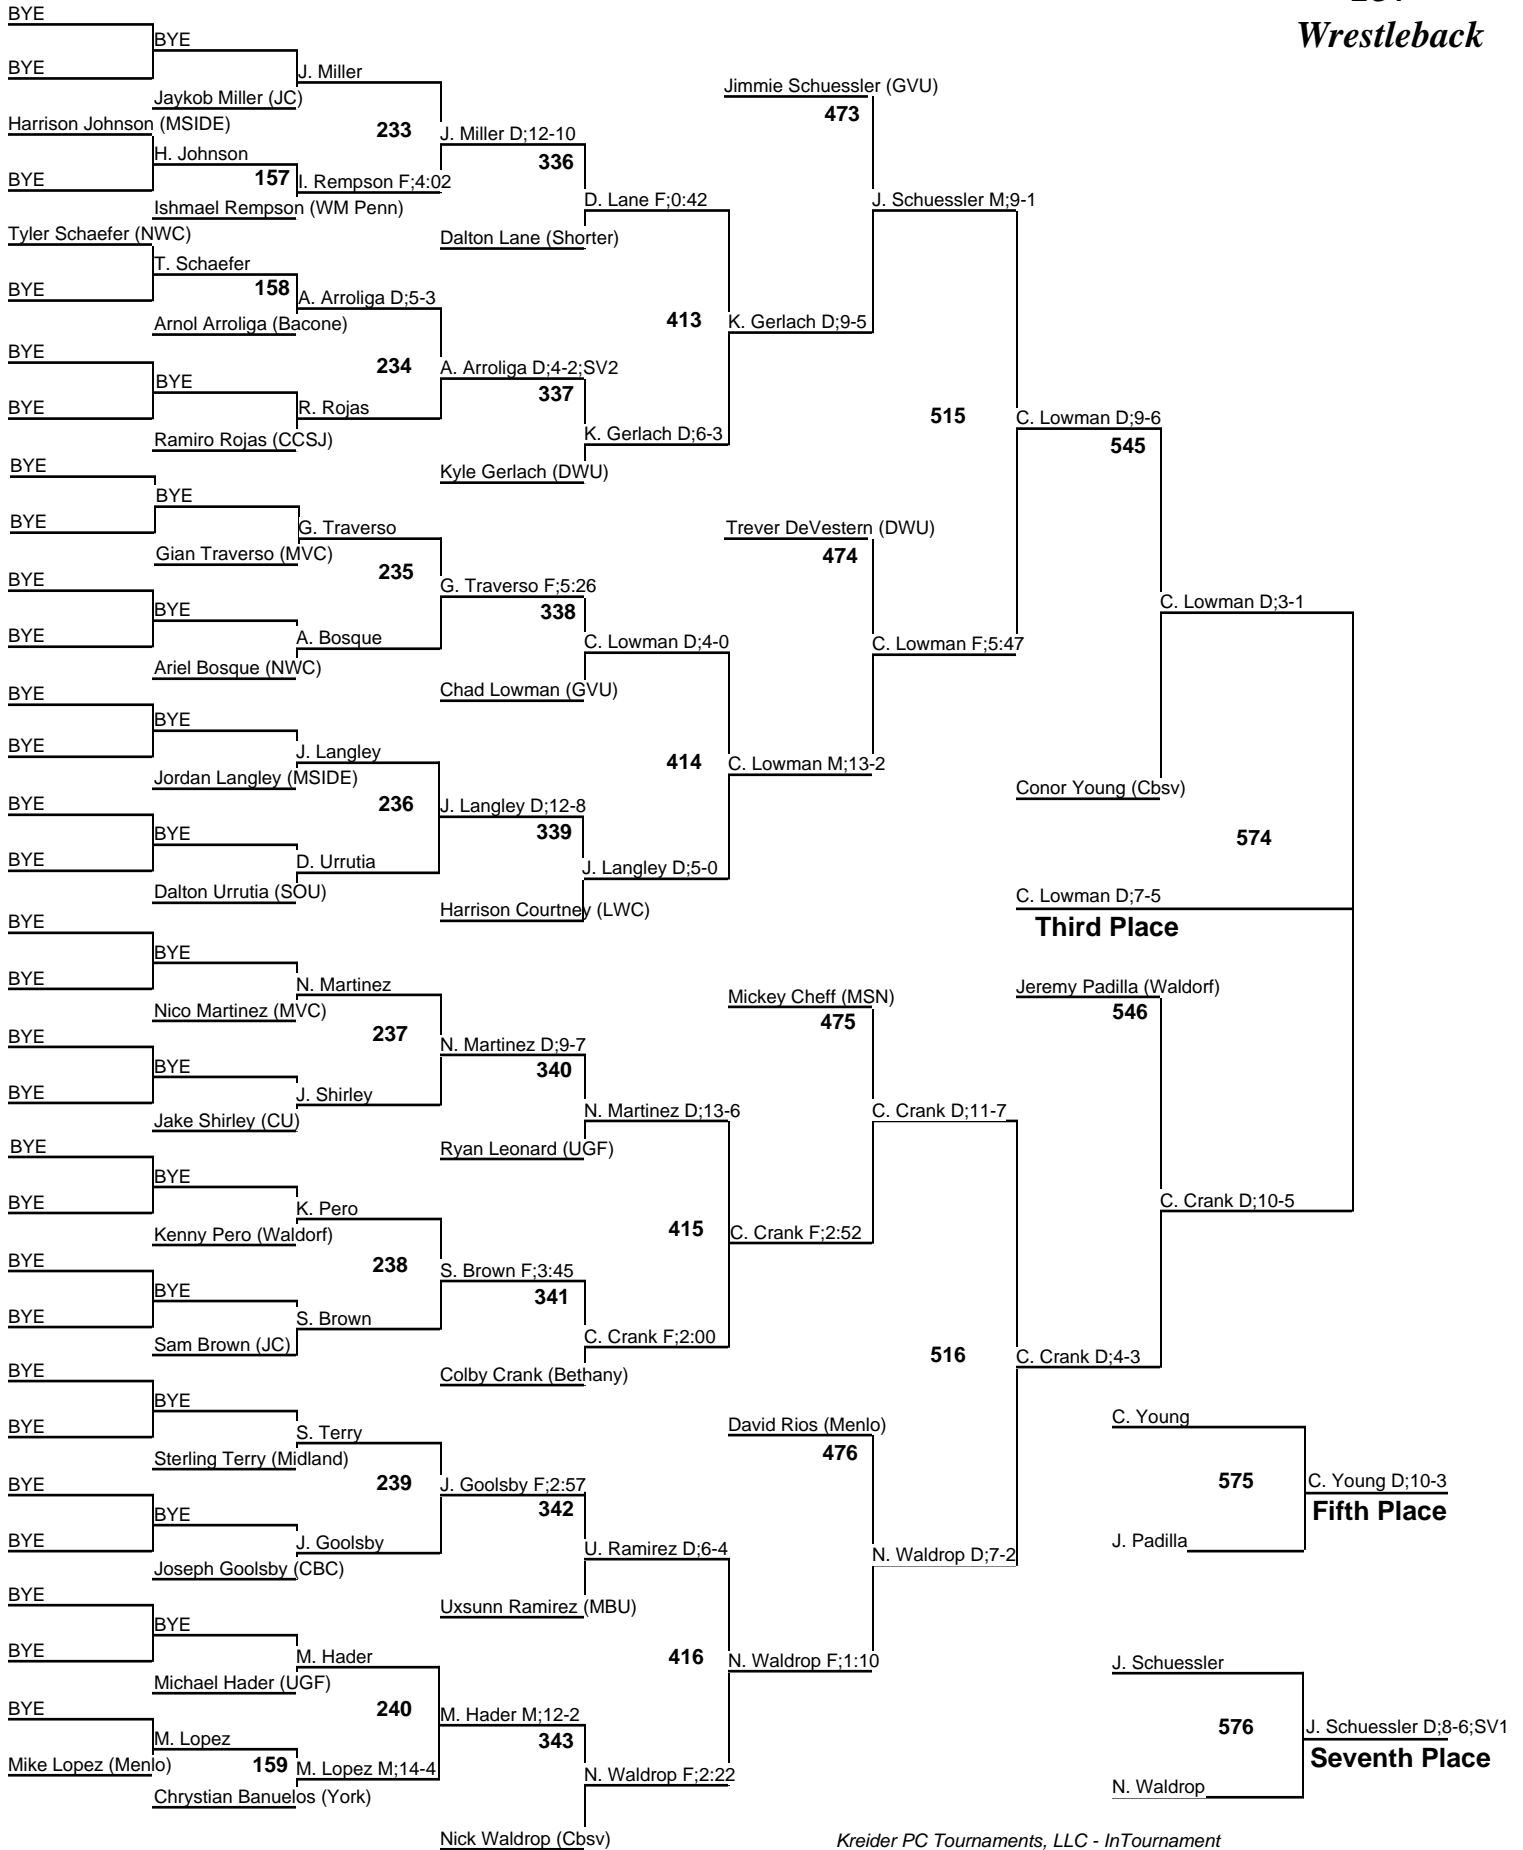 Wrestleback
BYE
BYE
BYE
J. Miller
Jaykob Miller (JC)
Harrison Johnson (MSIDE)
233
J. Miller D;12-10
H. Johnson
BYE
157
I. Rempson F;4:02
336
Ishmael Rempson (WM Penn)
D. Lane F;0:42
Dalton Lane (Shorter)
Tyler Schaefer (NWC)
T. Schaefer
BYE
158
A. Arroliga D;5-3
Arnol Arroliga (Bacone)
413
K. Gerlach D;9-5
BYE
BYE
234
A. Arroliga D;4-2;SV2
BYE
R. Rojas
337
Ramiro Rojas (CCSJ)
K. Gerlach D;6-3
Kyle Gerlach (DWU)
Jimmie Schuessler (GVU)
473
J. Schuessler M;9-1
515
C. Lowman D;9-6
545
BYE
BYE
BYE
G. Traverso
Gian Traverso (MVC)
235
G. Traverso F;5:26
BYE
BYE
338
BYE
A. Bosque
C. Lowman D;4-0
Ariel Bosque (NWC)
Chad Lowman (GVU)
Trever DeVestern (DWU)
474
C. Lowman F;5:47
C. Lowman D;3-1
BYE
BYE
BYE
J. Langley
414
C. Lowman M;13-2
Jordan Langley (MSIDE)
236
J. Langley D;12-8
BYE
BYE
339
BYE
D. Urrutia
J. Langley D;5-0
Dalton Urrutia (SOU)
Harrison Courtney (LWC)
Conor Young (Cbsv)
574
C. Lowman D;7-5
Third Place
BYE
BYE
BYE
N. Martinez
Nico Martinez (MVC)
237
N. Martinez D;9-7
BYE
BYE
340
BYE
J. Shirley
Jake Shirley (CU)
N. Martinez D;13-6
Ryan Leonard (UGF)
Mickey Cheff (MSN)
475
C. Crank D;11-7
Jeremy Padilla (Waldorf)
546
BYE
BYE
BYE
K. Pero
Kenny Pero (Waldorf)
415
C. Crank F;2:52
C. Crank D;10-5
238
S. Brown F;3:45
BYE
BYE
341
BYE
S. Brown
Sam Brown (JC)
C. Crank F;2:00
Colby Crank (Bethany)
516
C. Crank D;4-3
BYE
BYE
BYE
S. Terry
Sterling Terry (Midland)
David Rios (Menlo)
476
C. Young
239
J. Goolsby F;2:57
575
C. Young D;10-3
Fifth Place
BYE
BYE
342
BYE
J. Goolsby
U. Ramirez D;6-4
N. Waldrop D;7-2
J. Padilla
Joseph Goolsby (CBC)
Uxsunn Ramirez (MBU)
BYE
BYE
BYE
M. Hader
416
N. Waldrop F;1:10
J. Schuessler
Michael Hader (UGF)
240
M. Hader M;12-2
BYE
M. Lopez
343
576
J. Schuessler D;8-6;SV1
Seventh Place
Mike Lopez (Menlo)
159
M. Lopez M;14-4
N. Waldrop F;2:22
N. Waldrop
Chrystian Banuelos (York)
Nick Waldrop (Cbsv)
Kreider PC Tournaments, LLC - InTournament